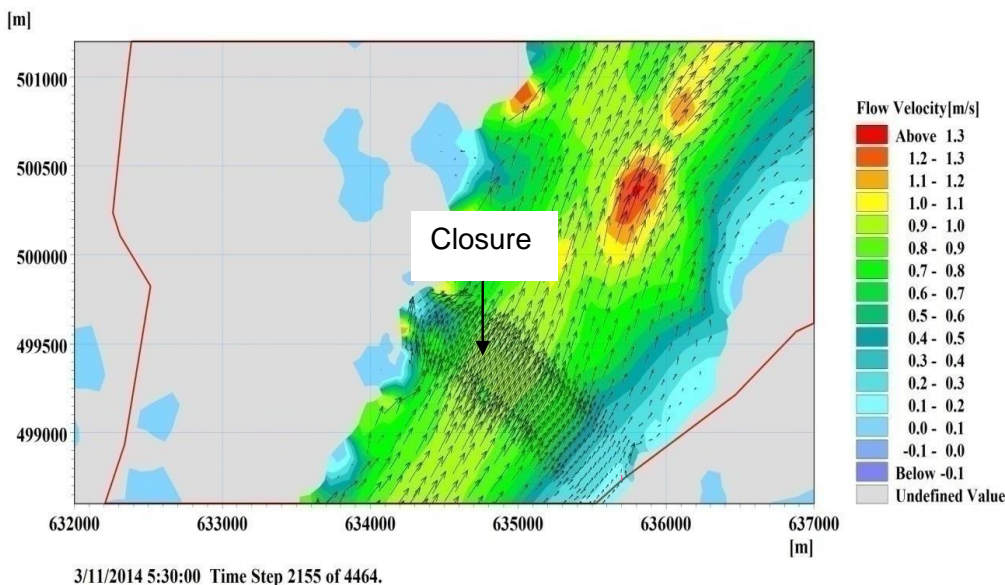 [m]
501000
500500
500000
499500
499000
632000 633000 634000 635000 636000 637000
[m]
Closure
Flow Velocity[m/s]
Above 1.3
1.2 - 1.3
1.1 - 1.2
1.0 - 1.1
0.9 - 1.0
0.8 - 0.9
0.7 - 0.8
0.6 - 0.7
0.5 - 0.6
0.4 - 0.5
0.3 - 0.4
0.2 - 0.3
0.1 - 0.2
0.0 - 0.1
-0.1 - 0.0
Below -0.1
Undefined Value
3/11/2014 5:30:00 Time Step 2155 of 4464.